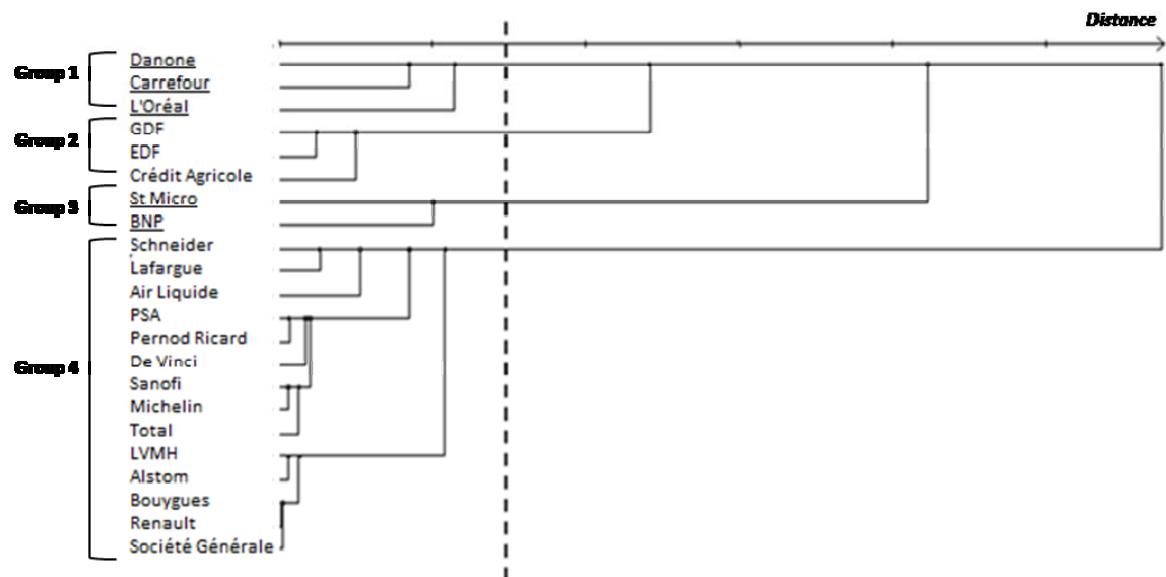 Distance
Group 1
Danone
Carrefour
L'Oréal
Group 2
GDF
EDF
Crédit Agricole
Group 3
St Micro
BNP
Group 4
Schneider
Lafargue
Air Liquide
PSA
Pernod Ricard
De Vinci
Sanofi
Michelin
Total
LVMH
Alstom
Bouygues
Renault
Société Générale